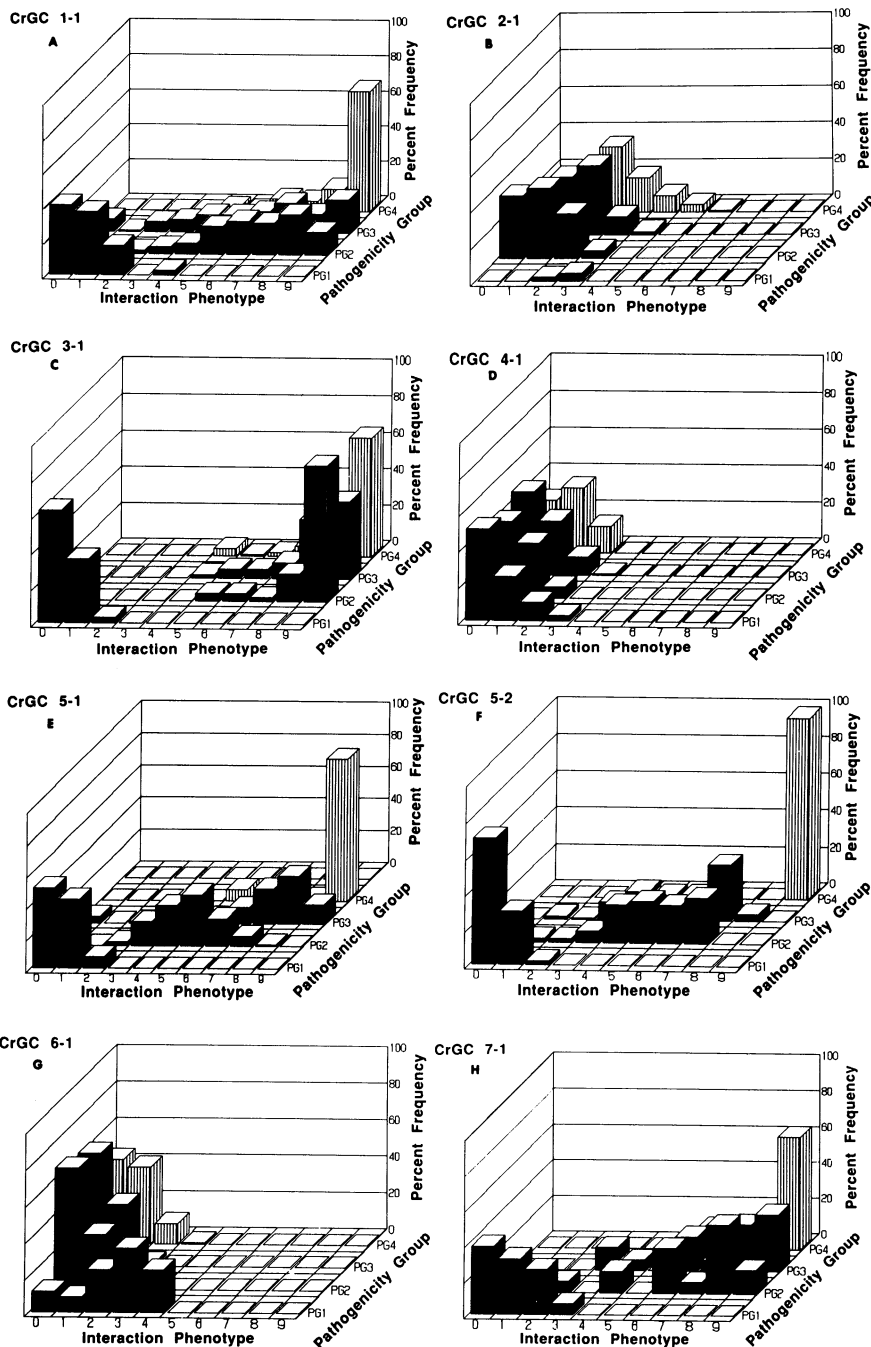 CrGC 1-1
A
100
80
60
40
20
0
Percent Frequency
PG4
PG3
PG2
PG1
Pathogenicity Group
0 1 2 3 4 5 6 7 8 9
Interaction Phenotype
CrGC 2-1
B
100
80
60
40
20
0
Percent Frequency
PG4
PG3
PG2
PG1
Pathogenicity Group
0 1 2 3 4 5 6 7 8 9
Interaction Phenotype
CrGC 3-1
C
100
80
60
40
20
0
Percent Frequency
PG4
PG3
PG2
PG1
Pathogenicity Group
0 1 2 3 4 5 6 7 8 9
Interaction Phenotype
CrGC 4-1
D
100
80
60
40
20
0
Percent Frequency
PG4
PG3
PG2
PG1
Pathogenicity Group
0 1 2 3 4 5 6 7 8 9
Interaction Phenotype
CrGC 5-1
E
100
80
60
40
20
0
Percent Frequency
PG4
PG3
PG2
PG1
Pathogenicity Group
0 1 2 3 4 5 6 7 8 9
Interaction Phenotype
CrGC 5-2
F
100
80
60
40
20
0
Percent Frequency
PG4
PG3
PG2
PG1
Pathogenicity Group
0 1 2 3 4 5 6 7 8 9
Interaction Phenotype
CrGC 6-1
G
100
80
60
40
20
0
Percent Frequency
PG4
PG3
PG2
PG1
Pathogenicity Group
0 1 2 3 4 5 6 7 8 9
Interaction Phenotype
CrGC 7-1
H
100
80
60
40
20
0
Percent Frequency
PG4
PG3
PG2
PG1
Pathogenicity Group
0 1 2 3 4 5 6 7 8 9
Interaction Phenotype